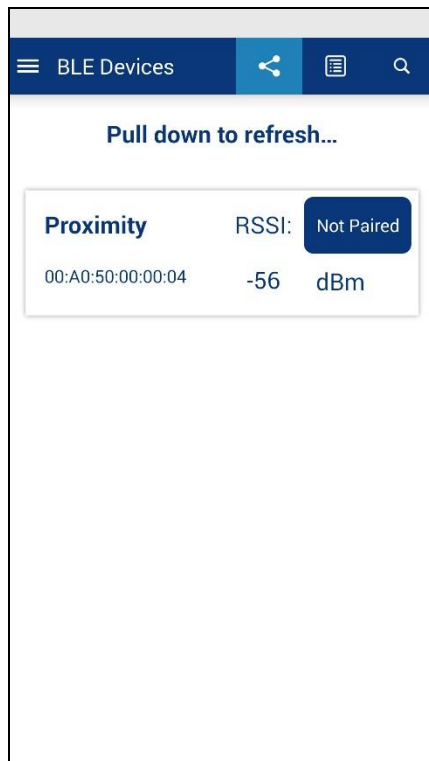 BLE Devices
Pull down to refresh...
Proximity RSSI: Not Paired
00:A0:50:00:00:04 -56 dBm